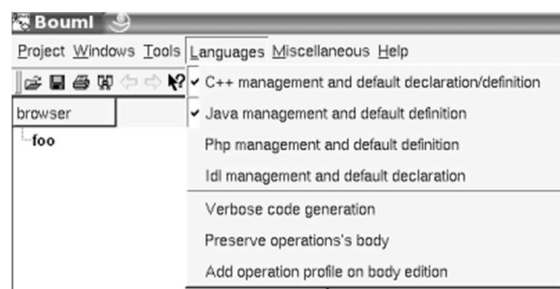 Bouml
Project Windows Tools Languages Miscellaneous Help
C++ management and default declaration/definition
browser
Java management and default definition
foo
Php management and default definition
Idl management and default declaration
Verbose code generation
Preserve operations's body
Add operation profile on body edition